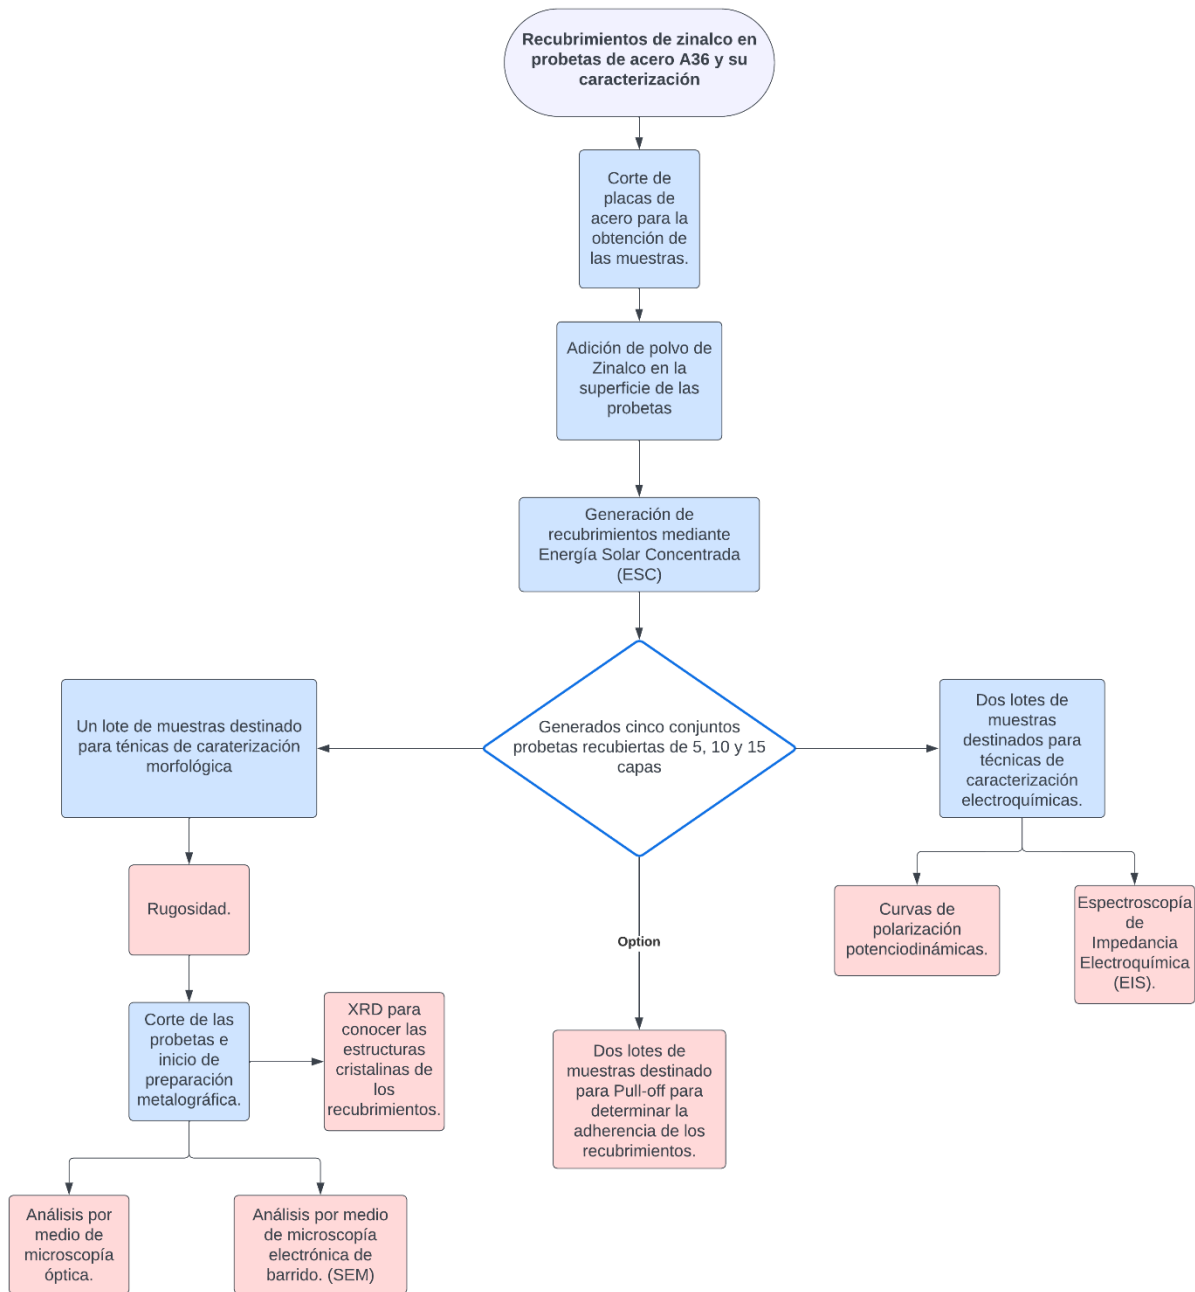 Recubrimientos de zinalco en
probetas de acero A36 y su
caracterización
Corte de
placas de
acero para la
obtención de
las muestras.
Adición de polvo de
Zinalco en la
superficie de las
probetas
Generación de
recubrimientos mediante
Energía Solar Concentrada
(ESC)
Generados cinco conjuntos
probetas recubiertas de 5, 10 y 15
capas
Un lote de muestras destinado
para ténicas de caraterización
morfológica
Dos lotes de
muestras
destinados para
técnicas de
caracterización
electroquímicas.
Rugosidad.
Curvas de
polarización
potenciodinámicas.
Espectroscopía
de
Impedancia
Electroquímica
(EIS).
Option
Corte de las
probetas e
inicio de
preparación
metalográfica.
XRD para
conocer las
estructuras
cristalinas de
los
recubrimientos.
Dos lotes de
muestras destinado
para Pull-off para
determinar la
adherencia de los
recubrimientos.
Análisis por
medio de
microscopía
óptica.
Análisis por medio
de microscopía
electrónica de
barrido. (SEM)